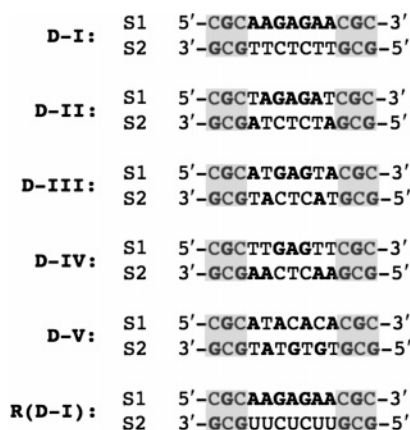 D-I: S1 5′-CGCAAGAGAACGC-3′
S2 3′-GCGTTCTCTTGCG-5′
D-II: S1 5′-CGCTAGAGATCGC-3′
S2 3′-GCGATCTCTAGCG-5′
D-III: S1 5′-CGCATGAGTACGC-3′
S2 3′-GCGTACTCATGCG-5′
D-IV: S1 5′-CGCTTGAGTTCGC-3′
S2 3′-GCGAACTCAAGCG-5′
D-V: S1 5′-CGCATACACACGC-3′
S2 3′-GCGTATGTGTGCG-5′
R(D-I): S1 5′-CGCAAGAGAACGC-3′
S2 3′-GCGUUCUCUUGCG-5′